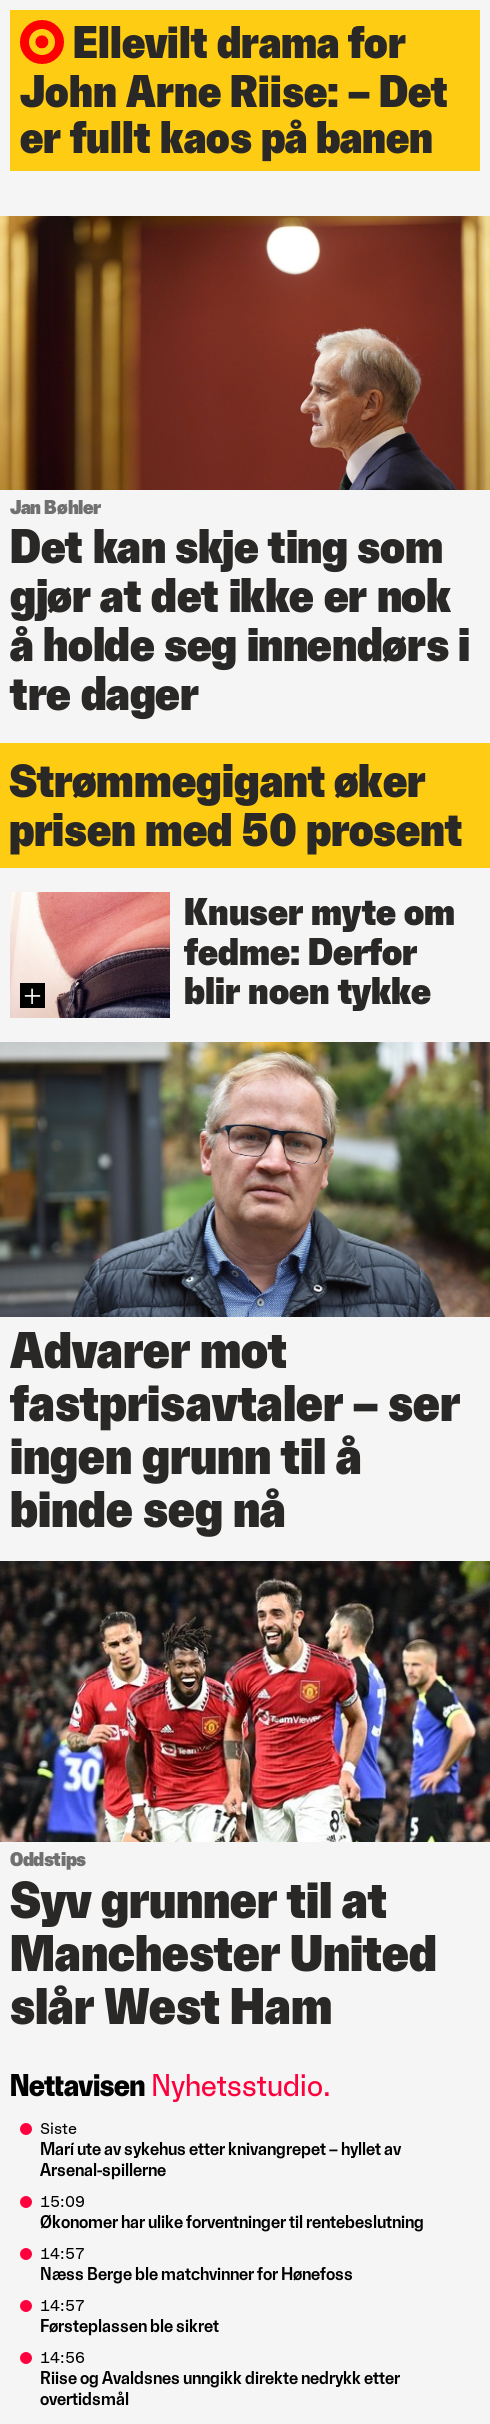 Ellevilt drama for
John Arne Riise: – Det
er fullt kaos på banen
Jan Bøhler
Det kan skje ting som
gjør at det ikke er nok
å holde seg innendørs i
tre dager
Strømmegigant øker
prisen med 50 prosent
Knuser myte om
fedme: Derfor
blir noen tykke
Advarer mot
fastprisavtaler – ser
ingen grunn til å
binde seg nå
TeamViewer
TeamViewer
30
8
5
Oddstips
Syv grunner til at
Manchester United
slår West Ham
Nettavisen Nyhetsstudio.
Siste
Marí ute av sykehus etter knivangrepet – hyllet av
Arsenal-spillerne
15:09
Økonomer har ulike forventninger til rentebeslutning
14:57
Næss Berge ble matchvinner for Hønefoss
14:57
Førsteplassen ble sikret
14:56
Riise og Avaldsnes unngikk direkte nedrykk etter
overtidsmål